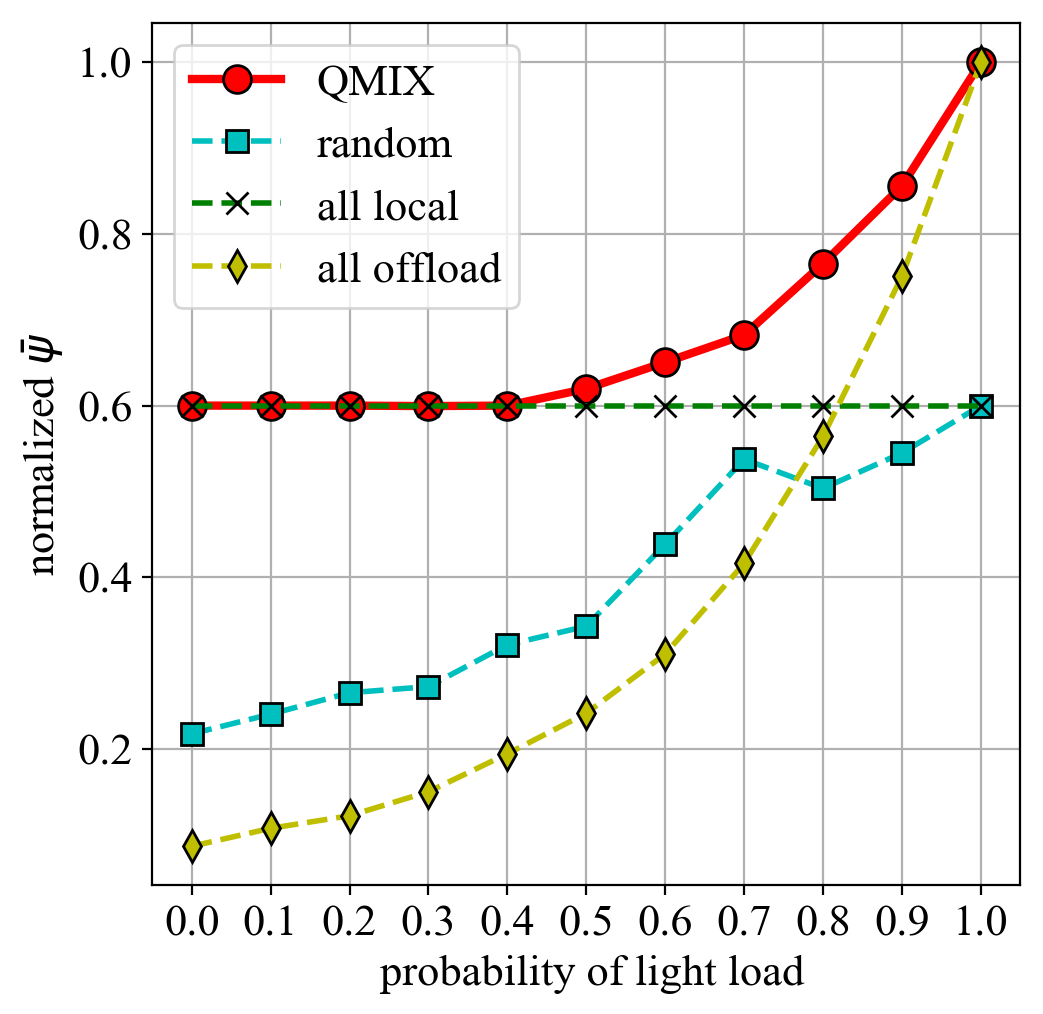 1.0
0.8
0.6
0.4
0.2
normalized ψ̄
QMIX
random
all local
all offload
0.0 0.1 0.2 0.3 0.4 0.5 0.6 0.7 0.8 0.9 1.0
probability of light load